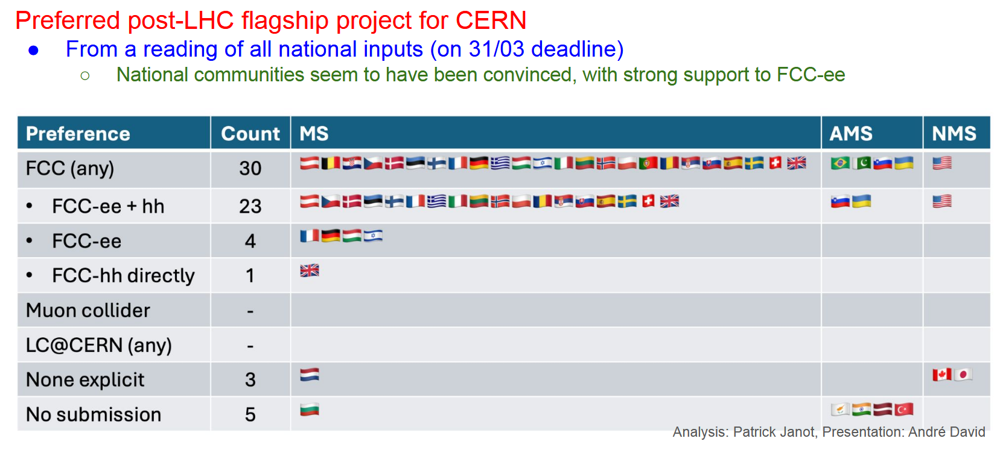 Preferred post-LHC flagship project for CERN
● From a reading of all national inputs (on 31/03 deadline)
○ National communities seem to have been convinced, with strong support to FCC-ee
Preference Count MS AMS NMS
FCC (any) 30
• FCC-ee + hh 23
• FCC-ee 4
• FCC-hh directly 1
Muon collider -
LC@CERN (any) -
None explicit 3
No submission 5
Analysis: Patrick Janot, Presentation: André David